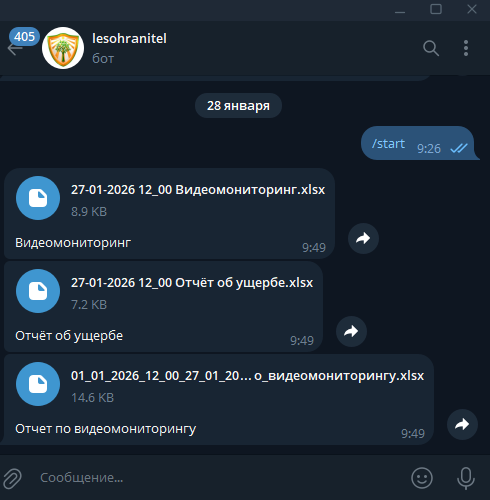 405
lesohranitel
бот
28 января
/start 9:26
27-01-2026 12_00 Видеомониторинг.xlsx
8.9 KB
Видеомониторинг
9:49
27-01-2026 12_00 Отчёт об ущербе.xlsx
7.2 KB
Отчёт об ущербе
9:49
01_01_2026_12_00_27_01_20... о_видеомониторингу.xlsx
14.6 KB
Отчет по видеомониторингу
9:49
Сообщение...